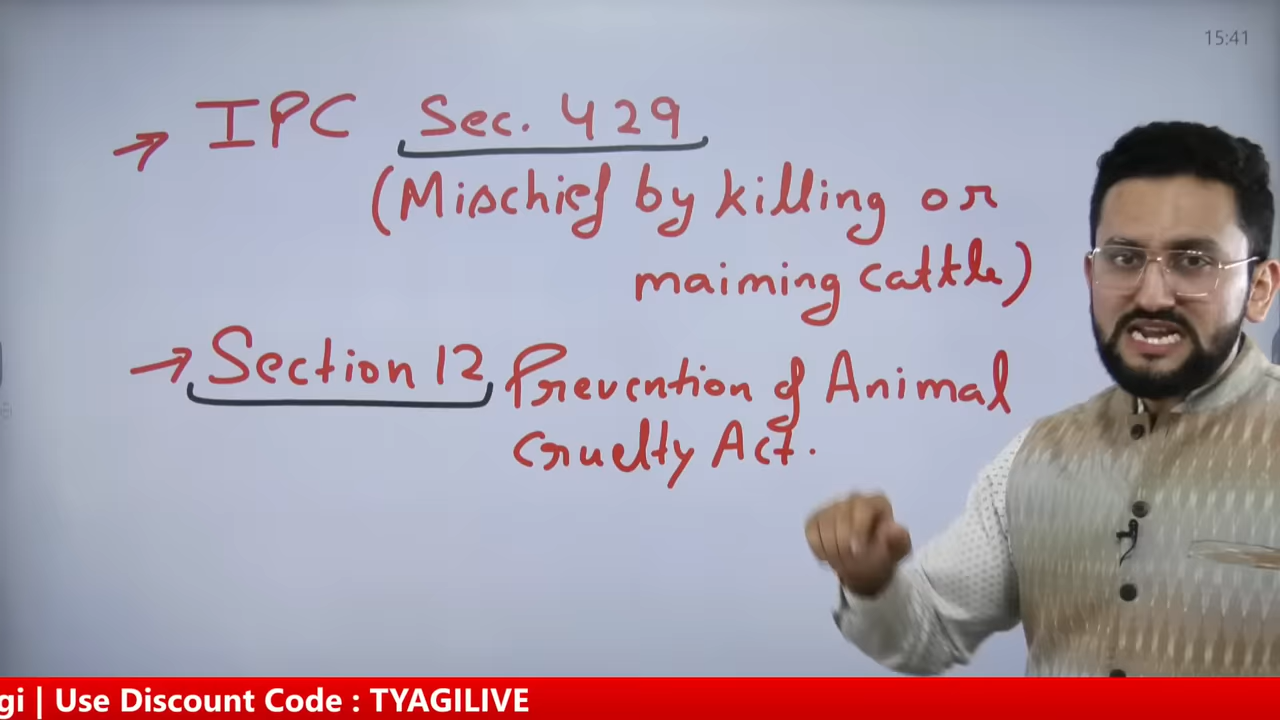 15:41
→ IPC Sec. 429
(Mischief by killing or
maiming cattle)
→ Section 12 Prevention of Animal
Cruelty Act.
gi | Use Discount Code : TYAGILIVE